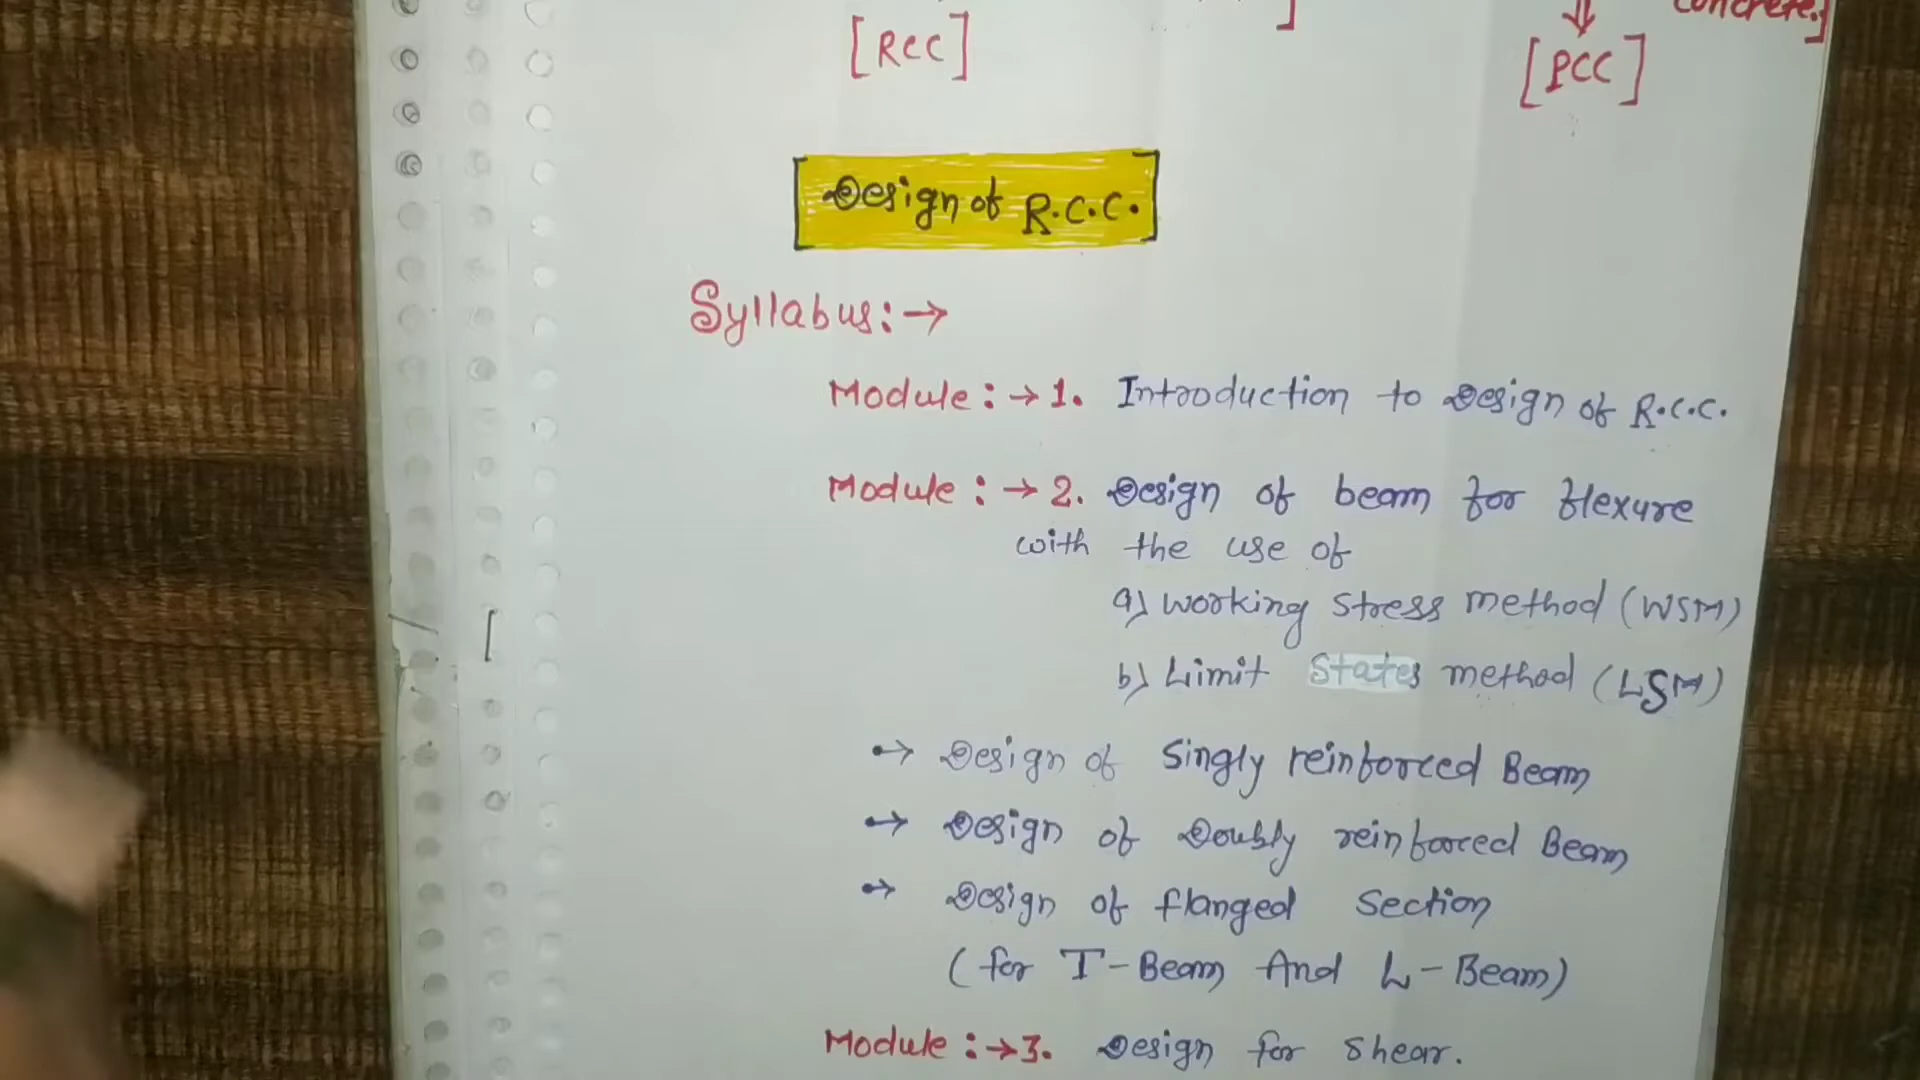 concrete.]
[RCC]
]
[PCC]
[Design of R.C.C.]
Syllabus:→
Module:→1. Introduction to Design of R.C.C.
Module:→2. Design of beam for flexure
with the use of
a) working stress method (WSM)
b) Limit States method (LSM)
→ Design of Singly reinforced Beam
→ Design of Doubly reinforced Beam
→ Design of flanged Section
(for T-Beam And L-Beam)
Module:→3. Design for shear.